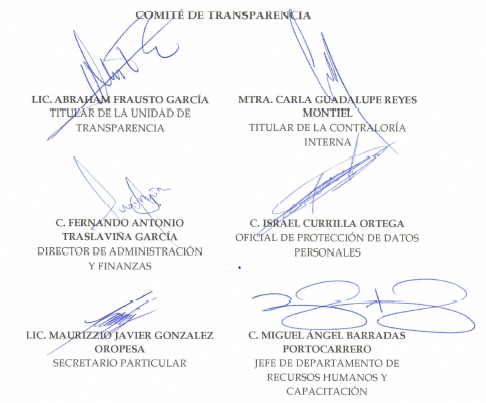 COMITÉ DE TRANSPARENCIA
LIC. ABRAHAM FRAUSTO GARCÍA
TITULAR DE LA UNIDAD DE
TRANSPARENCIA
MTRA. CARLA GUADALUPE REYES
MONTIEL
TITULAR DE LA CONTRALORÍA
INTERNA
C. FERNANDO ANTONIO
TRASLAVIÑA GARCÍA
DIRECTOR DE ADMINISTRACIÓN
Y FINANZAS
C. ISRAEL CURRILLA ORTEGA
OFICIAL DE PROTECCIÓN DE DATOS
PERSONALES
LIC. MAURIZZIO JAVIER GONZALEZ
OROPESA
SECRETARIO PARTICULAR
C. MIGUEL ÁNGEL BARRADAS
PORTOCARRERO
JEFE DE DEPARTAMENTO DE
RECURSOS HUMANOS Y
CAPACITACIÓN